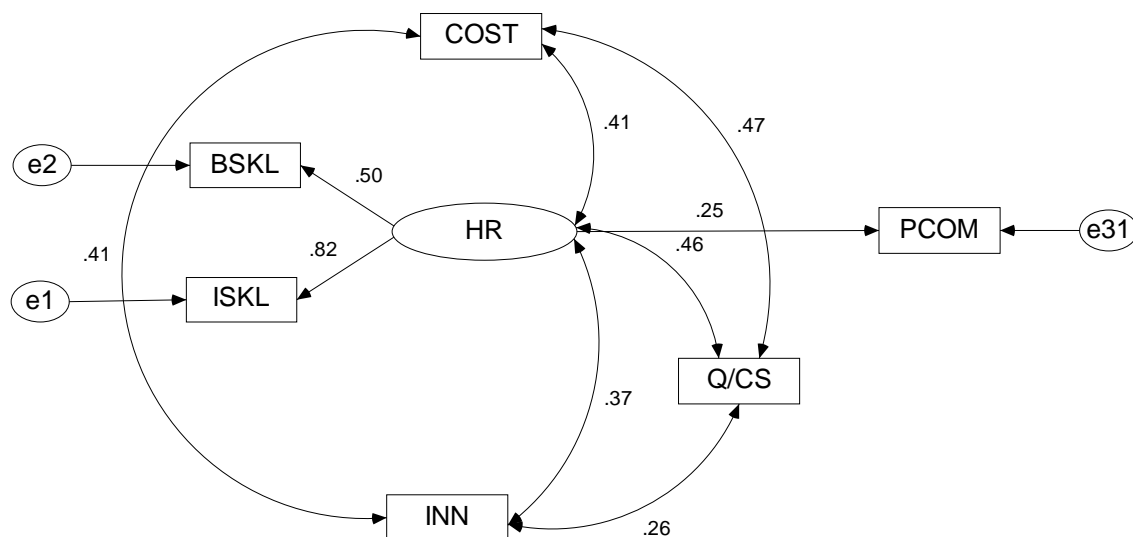 COST
.41
.47
e2
BSKL
.50
HR
.25
PCOM
e31
.46
.41
.82
e1
ISKL
Q/CS
.37
INN
.26